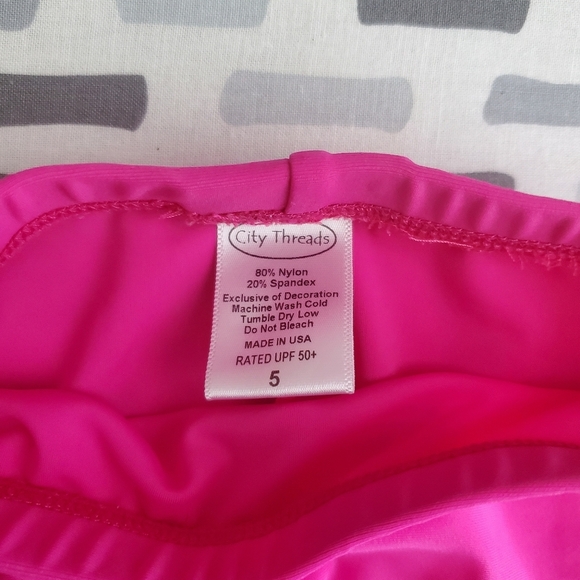 City Threads
80% Nylon
20% Spandex
Exclusive of Decoration
Machine Wash Cold
Tumble Dry Low
Do Not Bleach
MADE IN USA
RATED UPF 50+
5